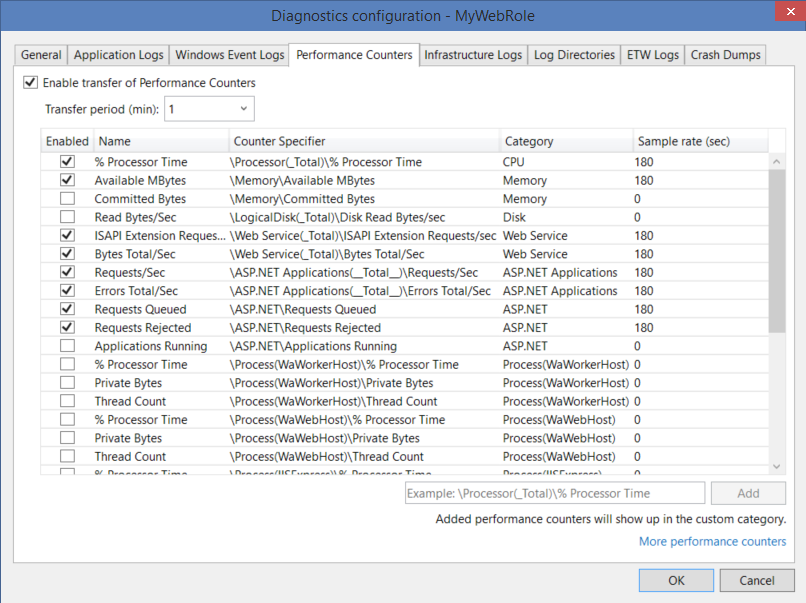 Diagnostics configuration - MyWebRole
General Application Logs Windows Event Logs Performance Counters Infrastructure Logs Log Directories ETW Logs Crash Dumps
Enable transfer of Performance Counters
Transfer period (min): 1
Enabled Name Counter Specifier Category Sample rate (sec)
% Processor Time \Processor(_Total)\% Processor Time CPU 180
Available MBytes \Memory\Available MBytes Memory 180
Committed Bytes \Memory\Committed Bytes Memory 0
Read Bytes/Sec \LogicalDisk(_Total)\Disk Read Bytes/sec Disk 0
ISAPI Extension Reques... \Web Service(_Total)\ISAPI Extension Requests/sec Web Service 180
Bytes Total/Sec \Web Service(_Total)\Bytes Total/Sec Web Service 180
Requests/Sec \ASP.NET Applications(__Total__)\Requests/Sec ASP.NET Applications 180
Errors Total/Sec \ASP.NET Applications(__Total__)\Errors Total/Sec ASP.NET Applications 180
Requests Queued \ASP.NET\Requests Queued ASP.NET 180
Requests Rejected \ASP.NET\Requests Rejected ASP.NET 180
Applications Running \ASP.NET\Applications Running ASP.NET 0
% Processor Time \Process(WaWorkerHost)\% Processor Time Process(WaWorkerHost) 0
Private Bytes \Process(WaWorkerHost)\Private Bytes Process(WaWorkerHost) 0
Thread Count \Process(WaWorkerHost)\Thread Count Process(WaWorkerHost) 0
% Processor Time \Process(WaWebHost)\% Processor Time Process(WaWebHost) 0
Private Bytes \Process(WaWebHost)\Private Bytes Process(WaWebHost) 0
Thread Count \Process(WaWebHost)\Thread Count Process(WaWebHost) 0
% Processor Time \Process(IISExpress)\% Processor Time Process(IISExpress) 0
Example: \Processor(_Total)\% Processor Time Add
Added performance counters will show up in the custom category.
More performance counters
OK Cancel